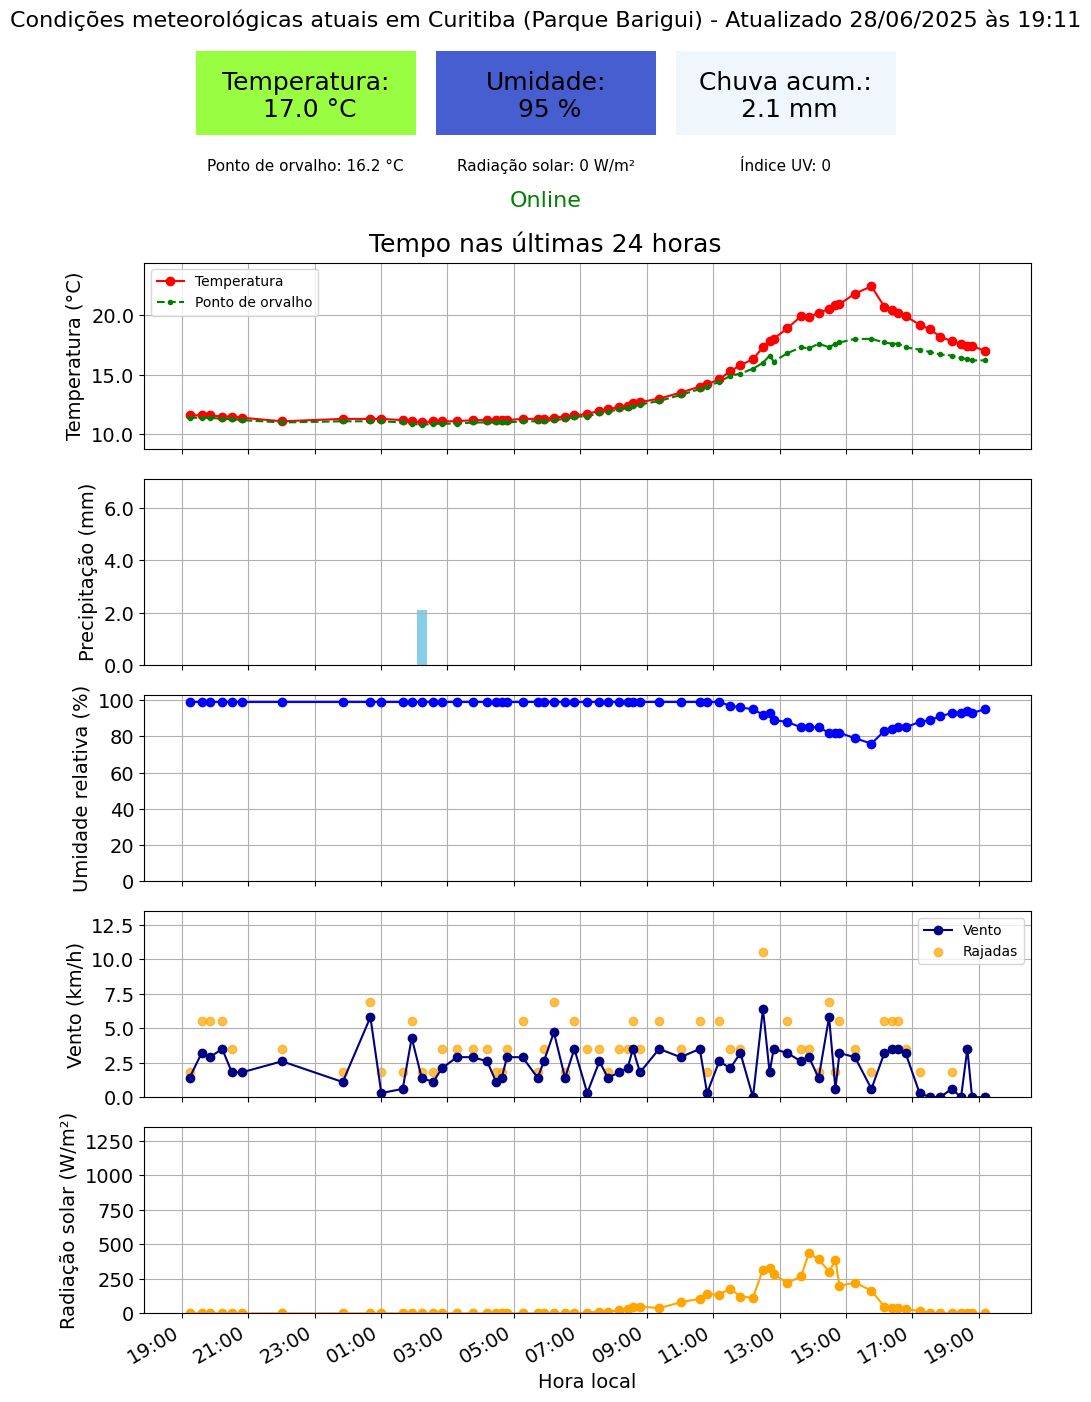 Condições meteorológicas atuais em Curitiba (Parque Barigui) - Atualizado 28/06/2025 às 19:11
Temperatura:
17.0 °C
Umidade:
95 %
Chuva acum.:
2.1 mm
Ponto de orvalho: 16.2 °C
Radiação solar: 0 W/m²
Índice UV: 0
Online
Tempo nas últimas 24 horas
Temperatura (°C)
20.0
15.0
10.0
Temperatura
Ponto de orvalho
Precipitação (mm)
6.0
4.0
2.0
0.0
Umidade relativa (%)
100
80
60
40
20
0
Vento (km/h)
12.5
10.0
7.5
5.0
2.5
0.0
Vento
Rajadas
Radiação solar (W/m²)
1250
1000
750
500
250
0
19:00
21:00
23:00
01:00
03:00
05:00
07:00
09:00
11:00
13:00
15:00
17:00
19:00
Hora local